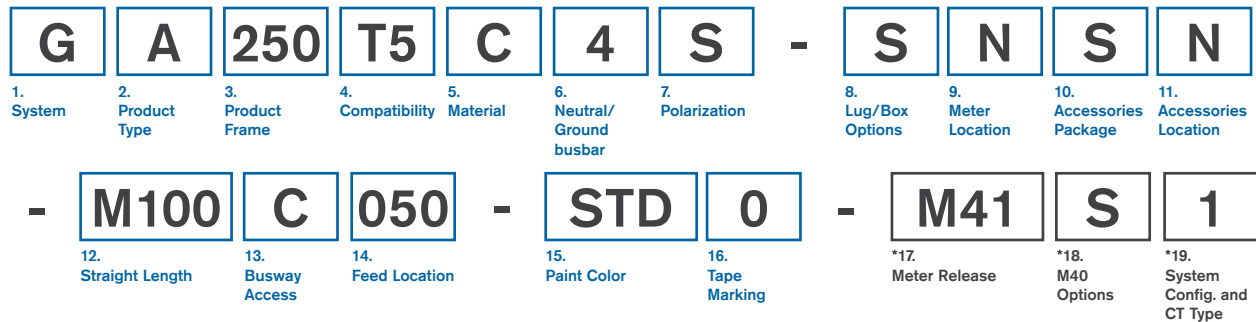 G A 250 T5 C 4 S - S N S N
1. 2. 3. 4. 5. 6. 7. 8. 9. 10. 11.
System Product Product Compatibility Material Neutral/ Polarization Lug/Box Meter Accessories Accessories
Type Frame Ground Options Location Package Location
busbar
- M100 C 050 - STD 0 - M41 S 1
12. 13. 14. 15. 16. *17. *18. *19.
Straight Length Busway Feed Location Paint Color Tape Meter Release M40 System
Access Marking Options Config. and
CT Type